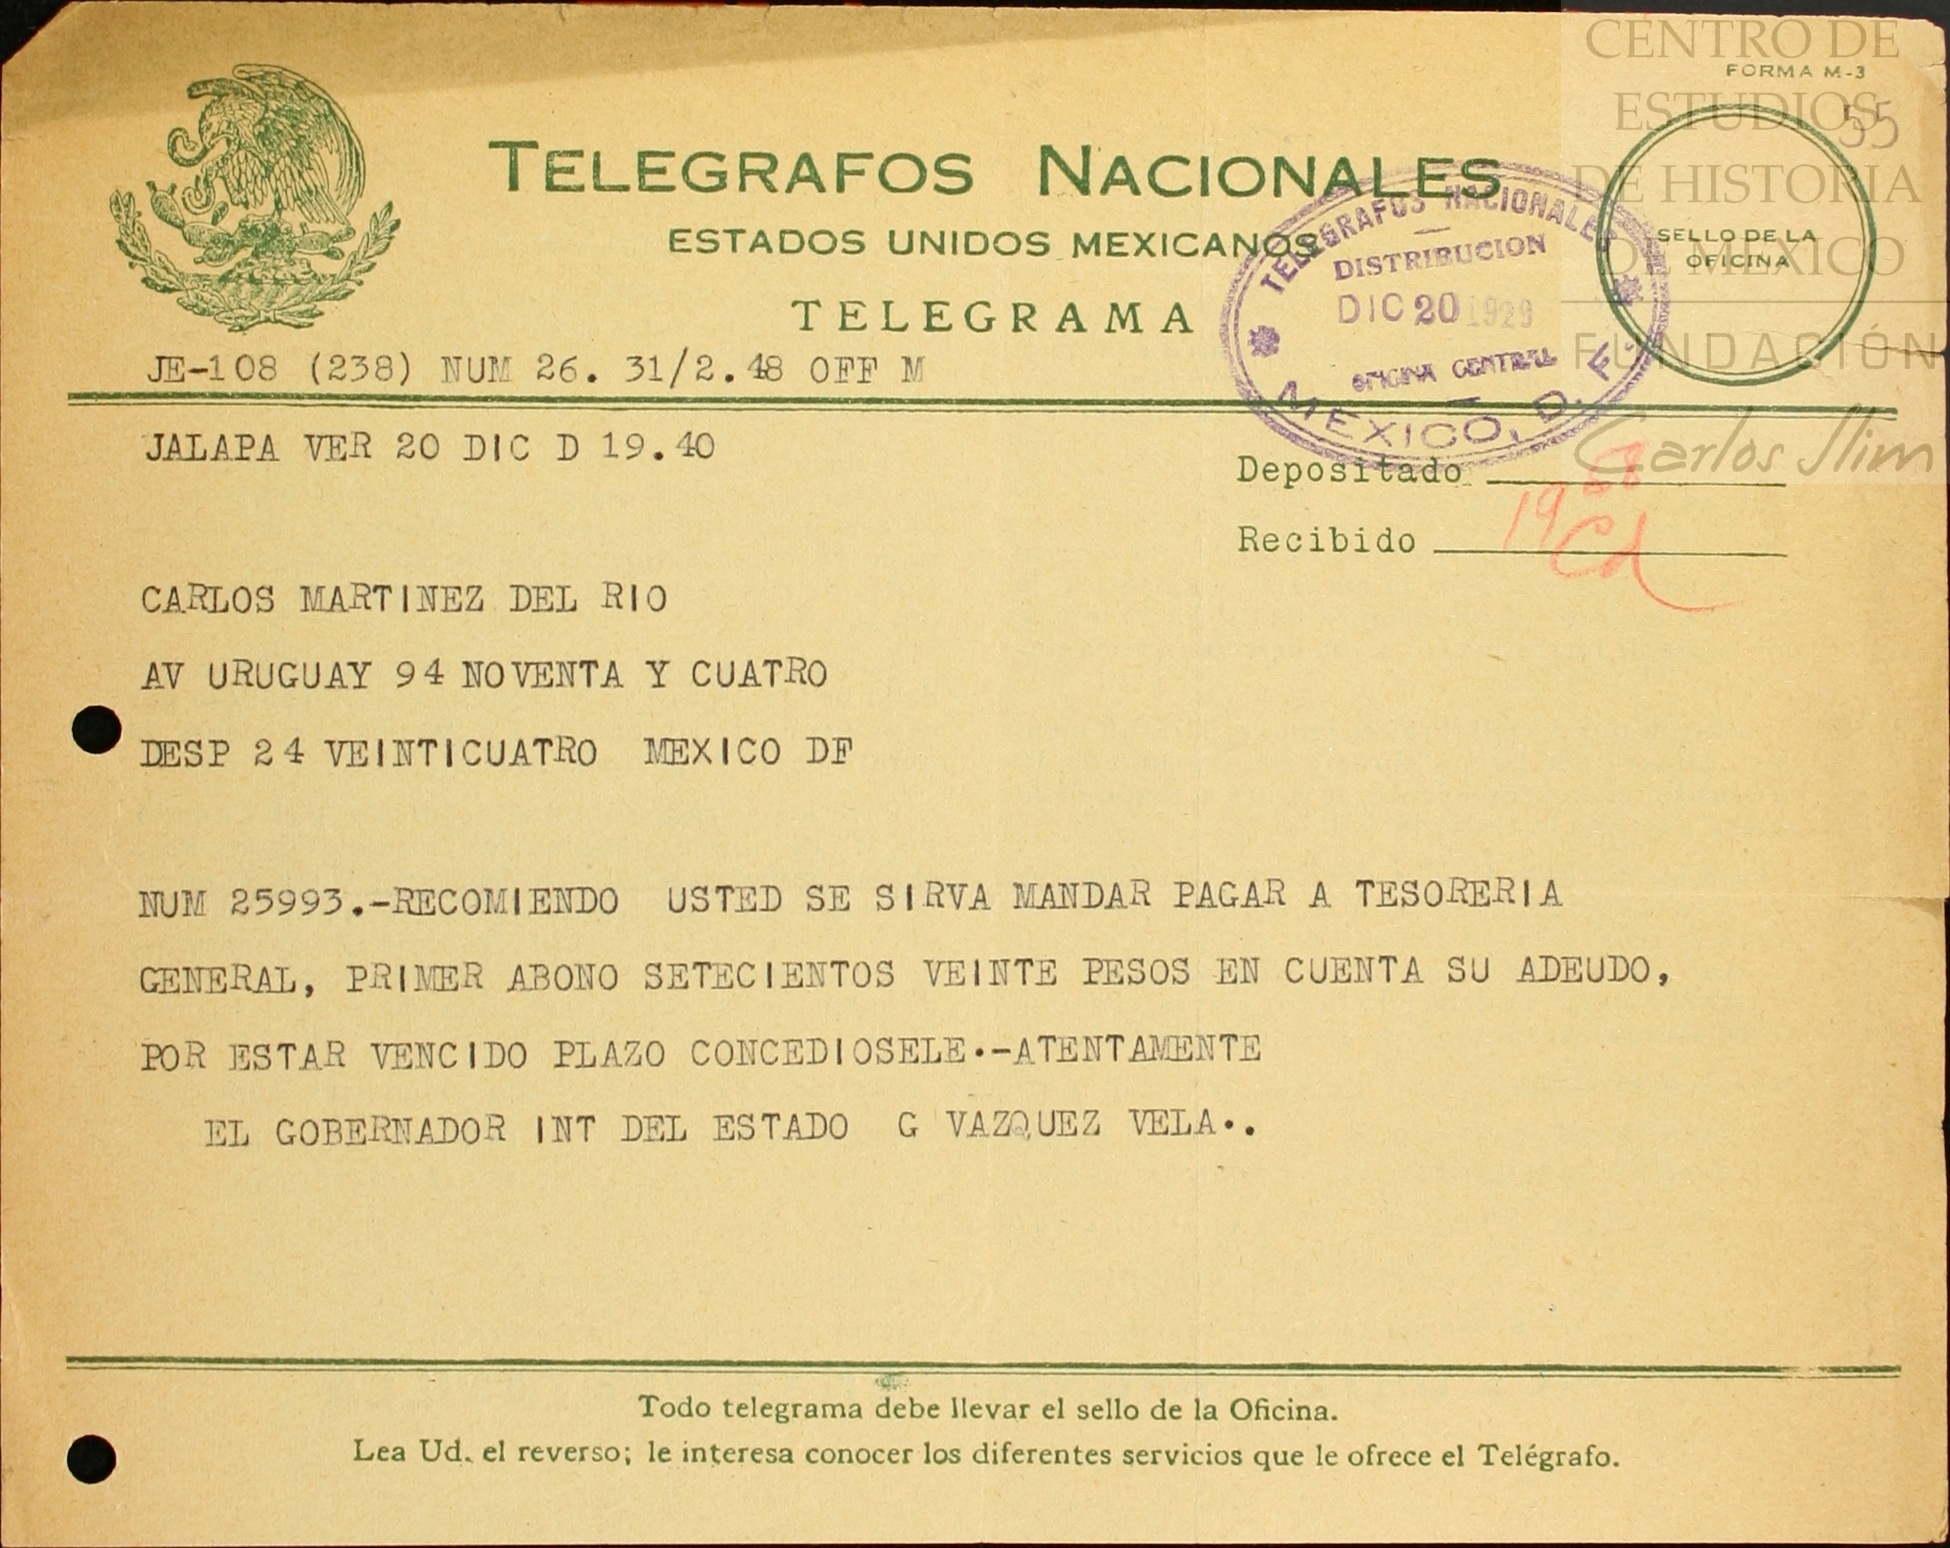 CENTRO DE
ESTUDIOS
DE HISTORIA
DE MEXICO
FUNDACIÓN
Carlos Slim
FORMA M-3
55
TELEGRAFOS NACIONALES
ESTADOS UNIDOS MEXICANOS
TELEGRAMA
SELLO DE LA
OFICINA
TELEGRAFOS NACIONALES
DISTRIBUCION
DIC 20 1929
OFICINA CENTRAL
MEXICO, D. F.
JE-108 (238) NUM 26. 31/2.48 OFF M
JALAPA VER 20 DIC D 19.40
Depositado
Recibido
19
CARLOS MARTINEZ DEL RIO
AV URUGUAY 94 NOVENTA Y CUATRO
DESP 24 VEINTICUATRO MEXICO DF
NUM 25993.-RECOMIENDO USTED SE SIRVA MANDAR PAGAR A TESORERIA
GENERAL, PRIMER ABONO SETECIENTOS VEINTE PESOS EN CUENTA SU ADEUDO,
POR ESTAR VENCIDO PLAZO CONCEDIOSELE.-ATENTAMENTE
EL GOBERNADOR INT DEL ESTADO G VAZQUEZ VELA..
Todo telegrama debe llevar el sello de la Oficina.
Lea Ud. el reverso; le interesa conocer los diferentes servicios que le ofrece el Telégrafo.